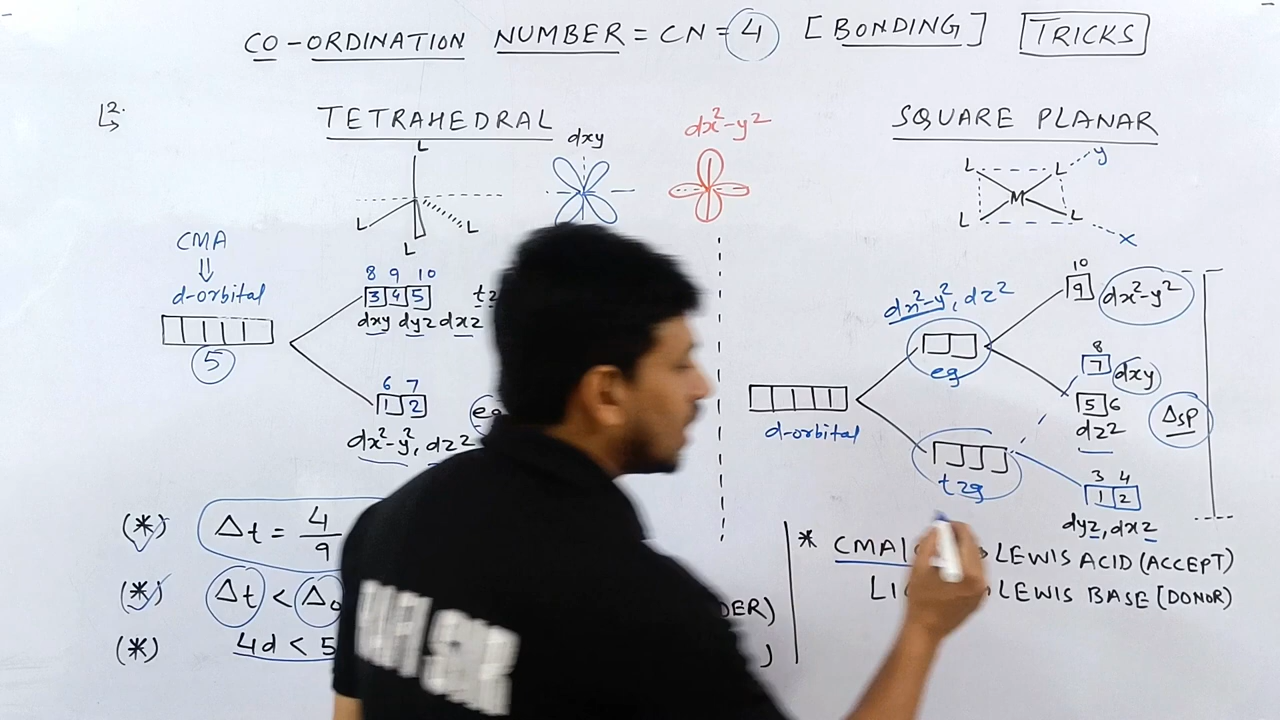 CO-ORDINATION NUMBER = CN = 4 [BONDING] TRICKS
TETRAHEDRAL
L
L
L
L
dxy
dx²-y²
CMA
⇓
d-orbital
5
8 9 10
3 4 5
dxy dyz dxz
6 7
1 2
eg
dx²-y², dz²
(*) Δt = 4/9
(*) Δt < Δo
(*) 4d < 5
SQUARE PLANAR
L L y
M
L L x
d-orbital
dx²-y², dz²
eg
t2g
10
9 dx²-y²
8
7 dxy
5 6
dz²
Δsp
3 4
1 2
dyz, dxz
* CMA LEWIS ACID (ACCEPT)
LEWIS BASE (DONOR)
RAFI SIR